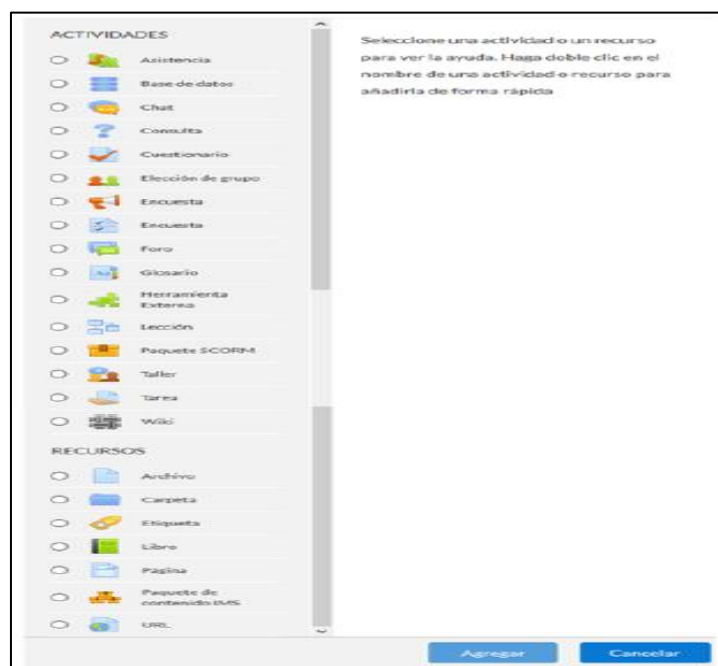 ACTIVIDADES
Asistencia
Base de datos
Chat
Consulta
Cuestionario
Elección de grupo
Encuesta
Encuesta
Foro
Glosario
Herramienta
Externa
Lección
Paquete SCORM
Taller
Tarea
Wiki
RECURSOS
Archivo
Carpeta
Etiqueta
Libro
Página
Paquete de
contenido IMS
URL
Seleccione una actividad o un recurso
para ver la ayuda. Haga doble clic en el
nombre de una actividad o recurso para
añadirla de forma rápida
Agregar
Cancelar